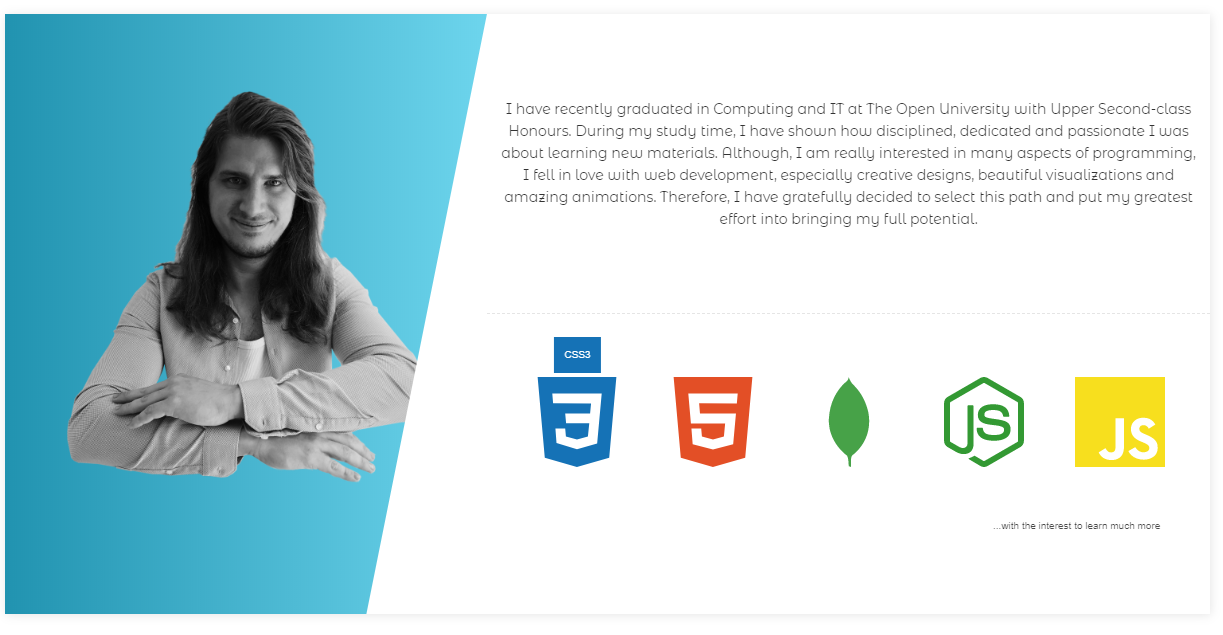 I have recently graduated in Computing and IT at The Open University with Upper Second-class
Honours. During my study time, I have shown how disciplined, dedicated and passionate I was
about learning new materials. Although, I am really interested in many aspects of programming,
I fell in love with web development, especially creative designs, beautiful visualizations and
amazing animations. Therefore, I have gratefully decided to select this path and put my greatest
effort into bringing my full potential.
CSS3
3 5 JS JS
...with the interest to learn much more